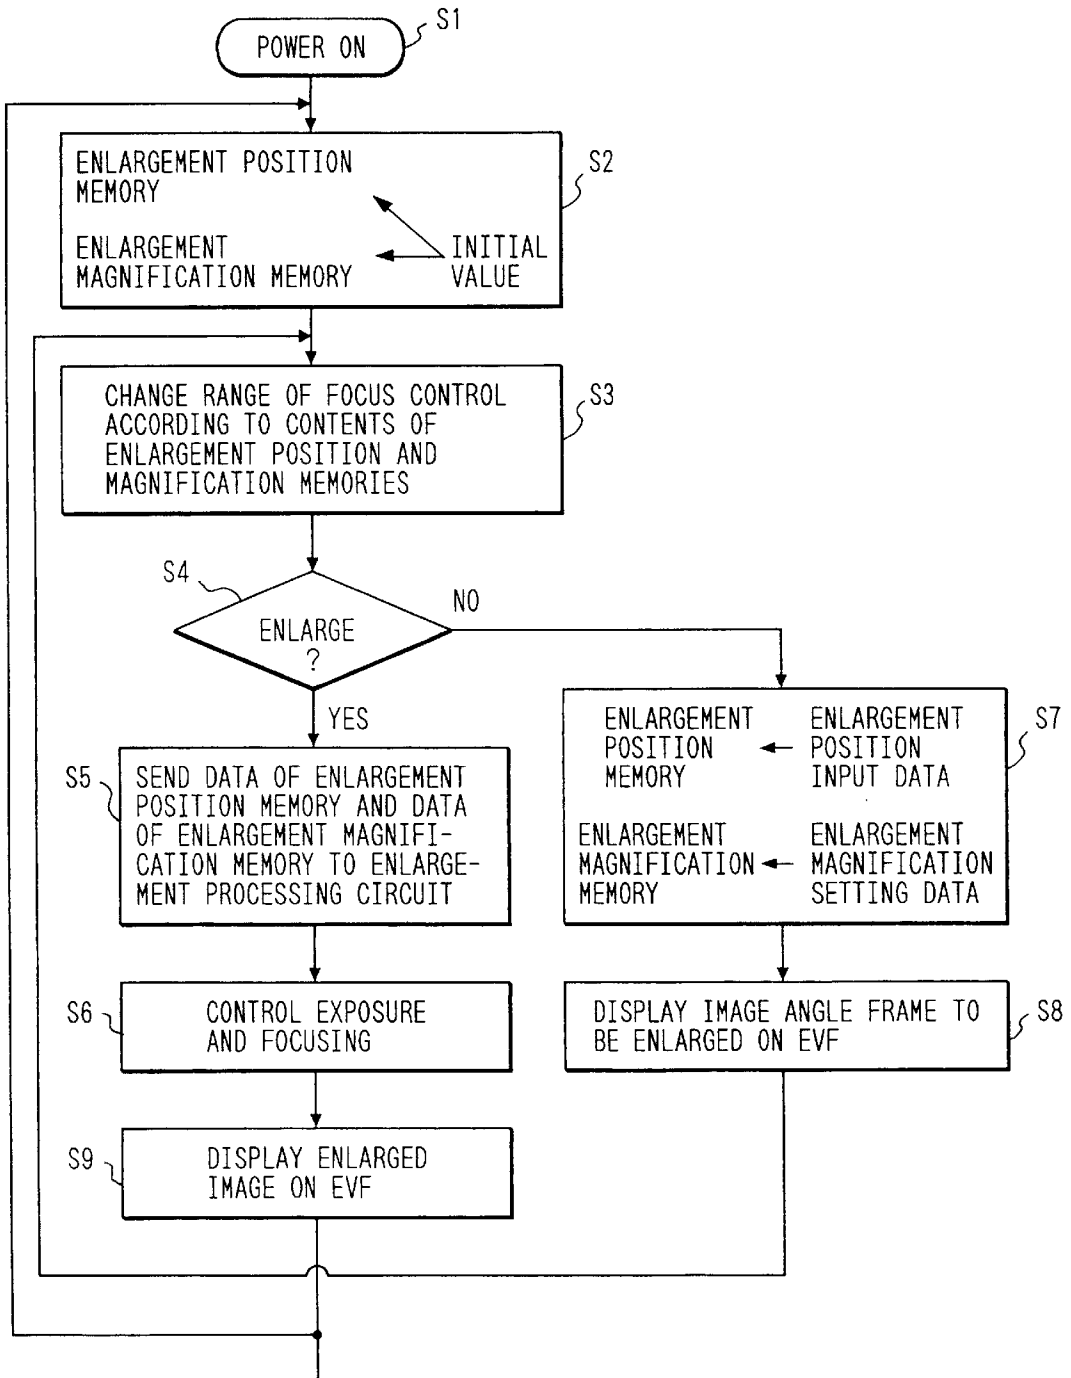 POWER ON
S1
ENLARGEMENT POSITION
MEMORY
ENLARGEMENT
MAGNIFICATION MEMORY
INITIAL
VALUE
S2
CHANGE RANGE OF FOCUS CONTROL
ACCORDING TO CONTENTS OF
ENLARGEMENT POSITION AND
MAGNIFICATION MEMORIES
S3
S4
ENLARGE
?
NO
YES
S5
SEND DATA OF ENLARGEMENT
POSITION MEMORY AND DATA
OF ENLARGEMENT MAGNIFI-
CATION MEMORY TO ENLARGE-
MENT PROCESSING CIRCUIT
ENLARGEMENT
POSITION
MEMORY
ENLARGEMENT
POSITION
INPUT DATA
ENLARGEMENT
MAGNIFICATION
MEMORY
ENLARGEMENT
MAGNIFICATION
SETTING DATA
S7
S6
CONTROL EXPOSURE
AND FOCUSING
DISPLAY IMAGE ANGLE FRAME TO
BE ENLARGED ON EVF
S8
S9
DISPLAY ENLARGED
IMAGE ON EVF